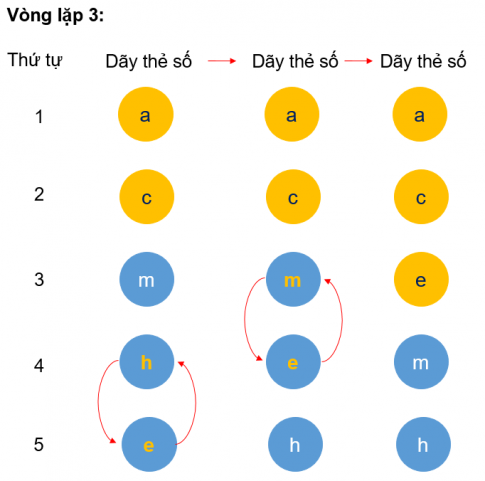 Vòng lặp 3:
Thứ tự Dãy thẻ số Dãy thẻ số Dãy thẻ số
1 a a a
2 c c c
3 m m e
4 h e m
5 e h h